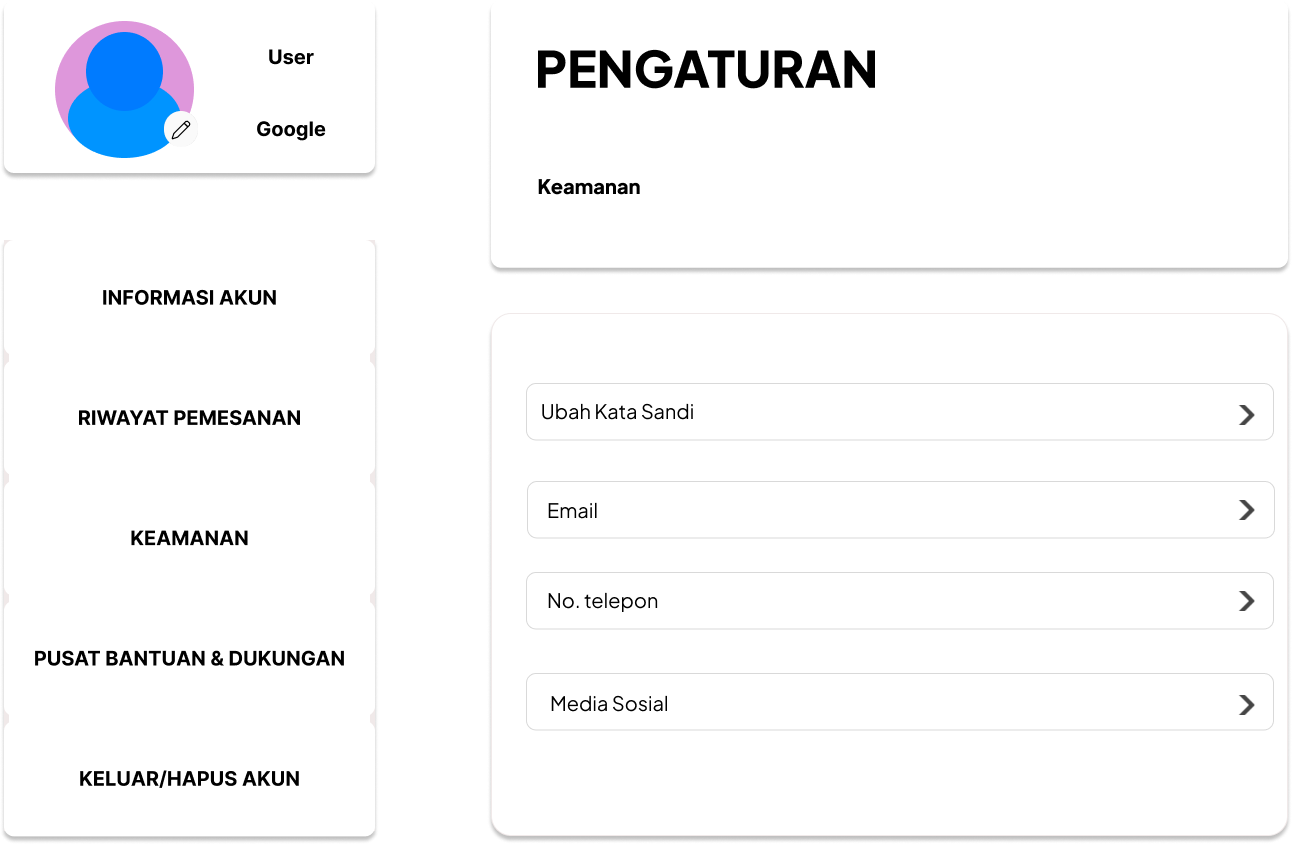 User
Google
INFORMASI AKUN
RIWAYAT PEMESANAN
KEAMANAN
PUSAT BANTUAN & DUKUNGAN
KELUAR/HAPUS AKUN
PENGATURAN
Keamanan
Ubah Kata Sandi
Email
No. telepon
Media Sosial